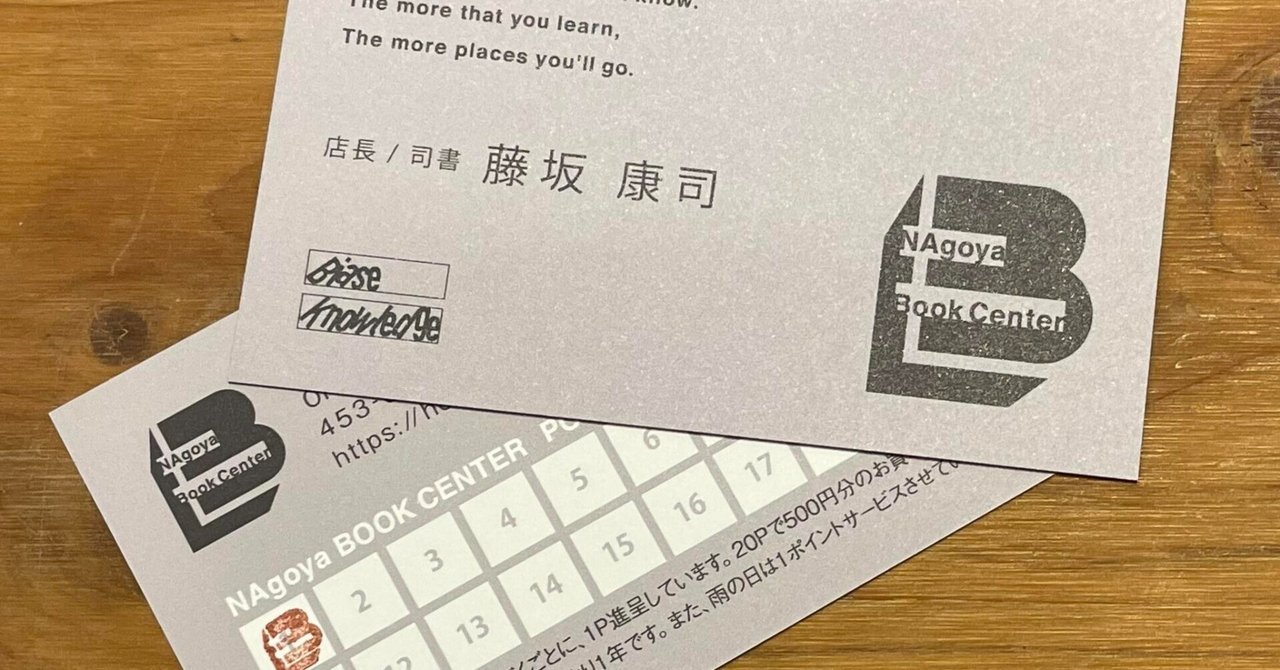 The more that you learn,
The more places you'll go.
店長 / 司書 藤坂 康司
Knowledge
NAgoya
Book Center
NAgoya
Book Center
453-
https://
NAgoya BOOK CENTER
2 3 4 5 6
12 13 14 15 16 17
ごとに、1P進呈しています。20Pで500円分のお買
り1年です。また、雨の日は1ポイントサービスさせてい